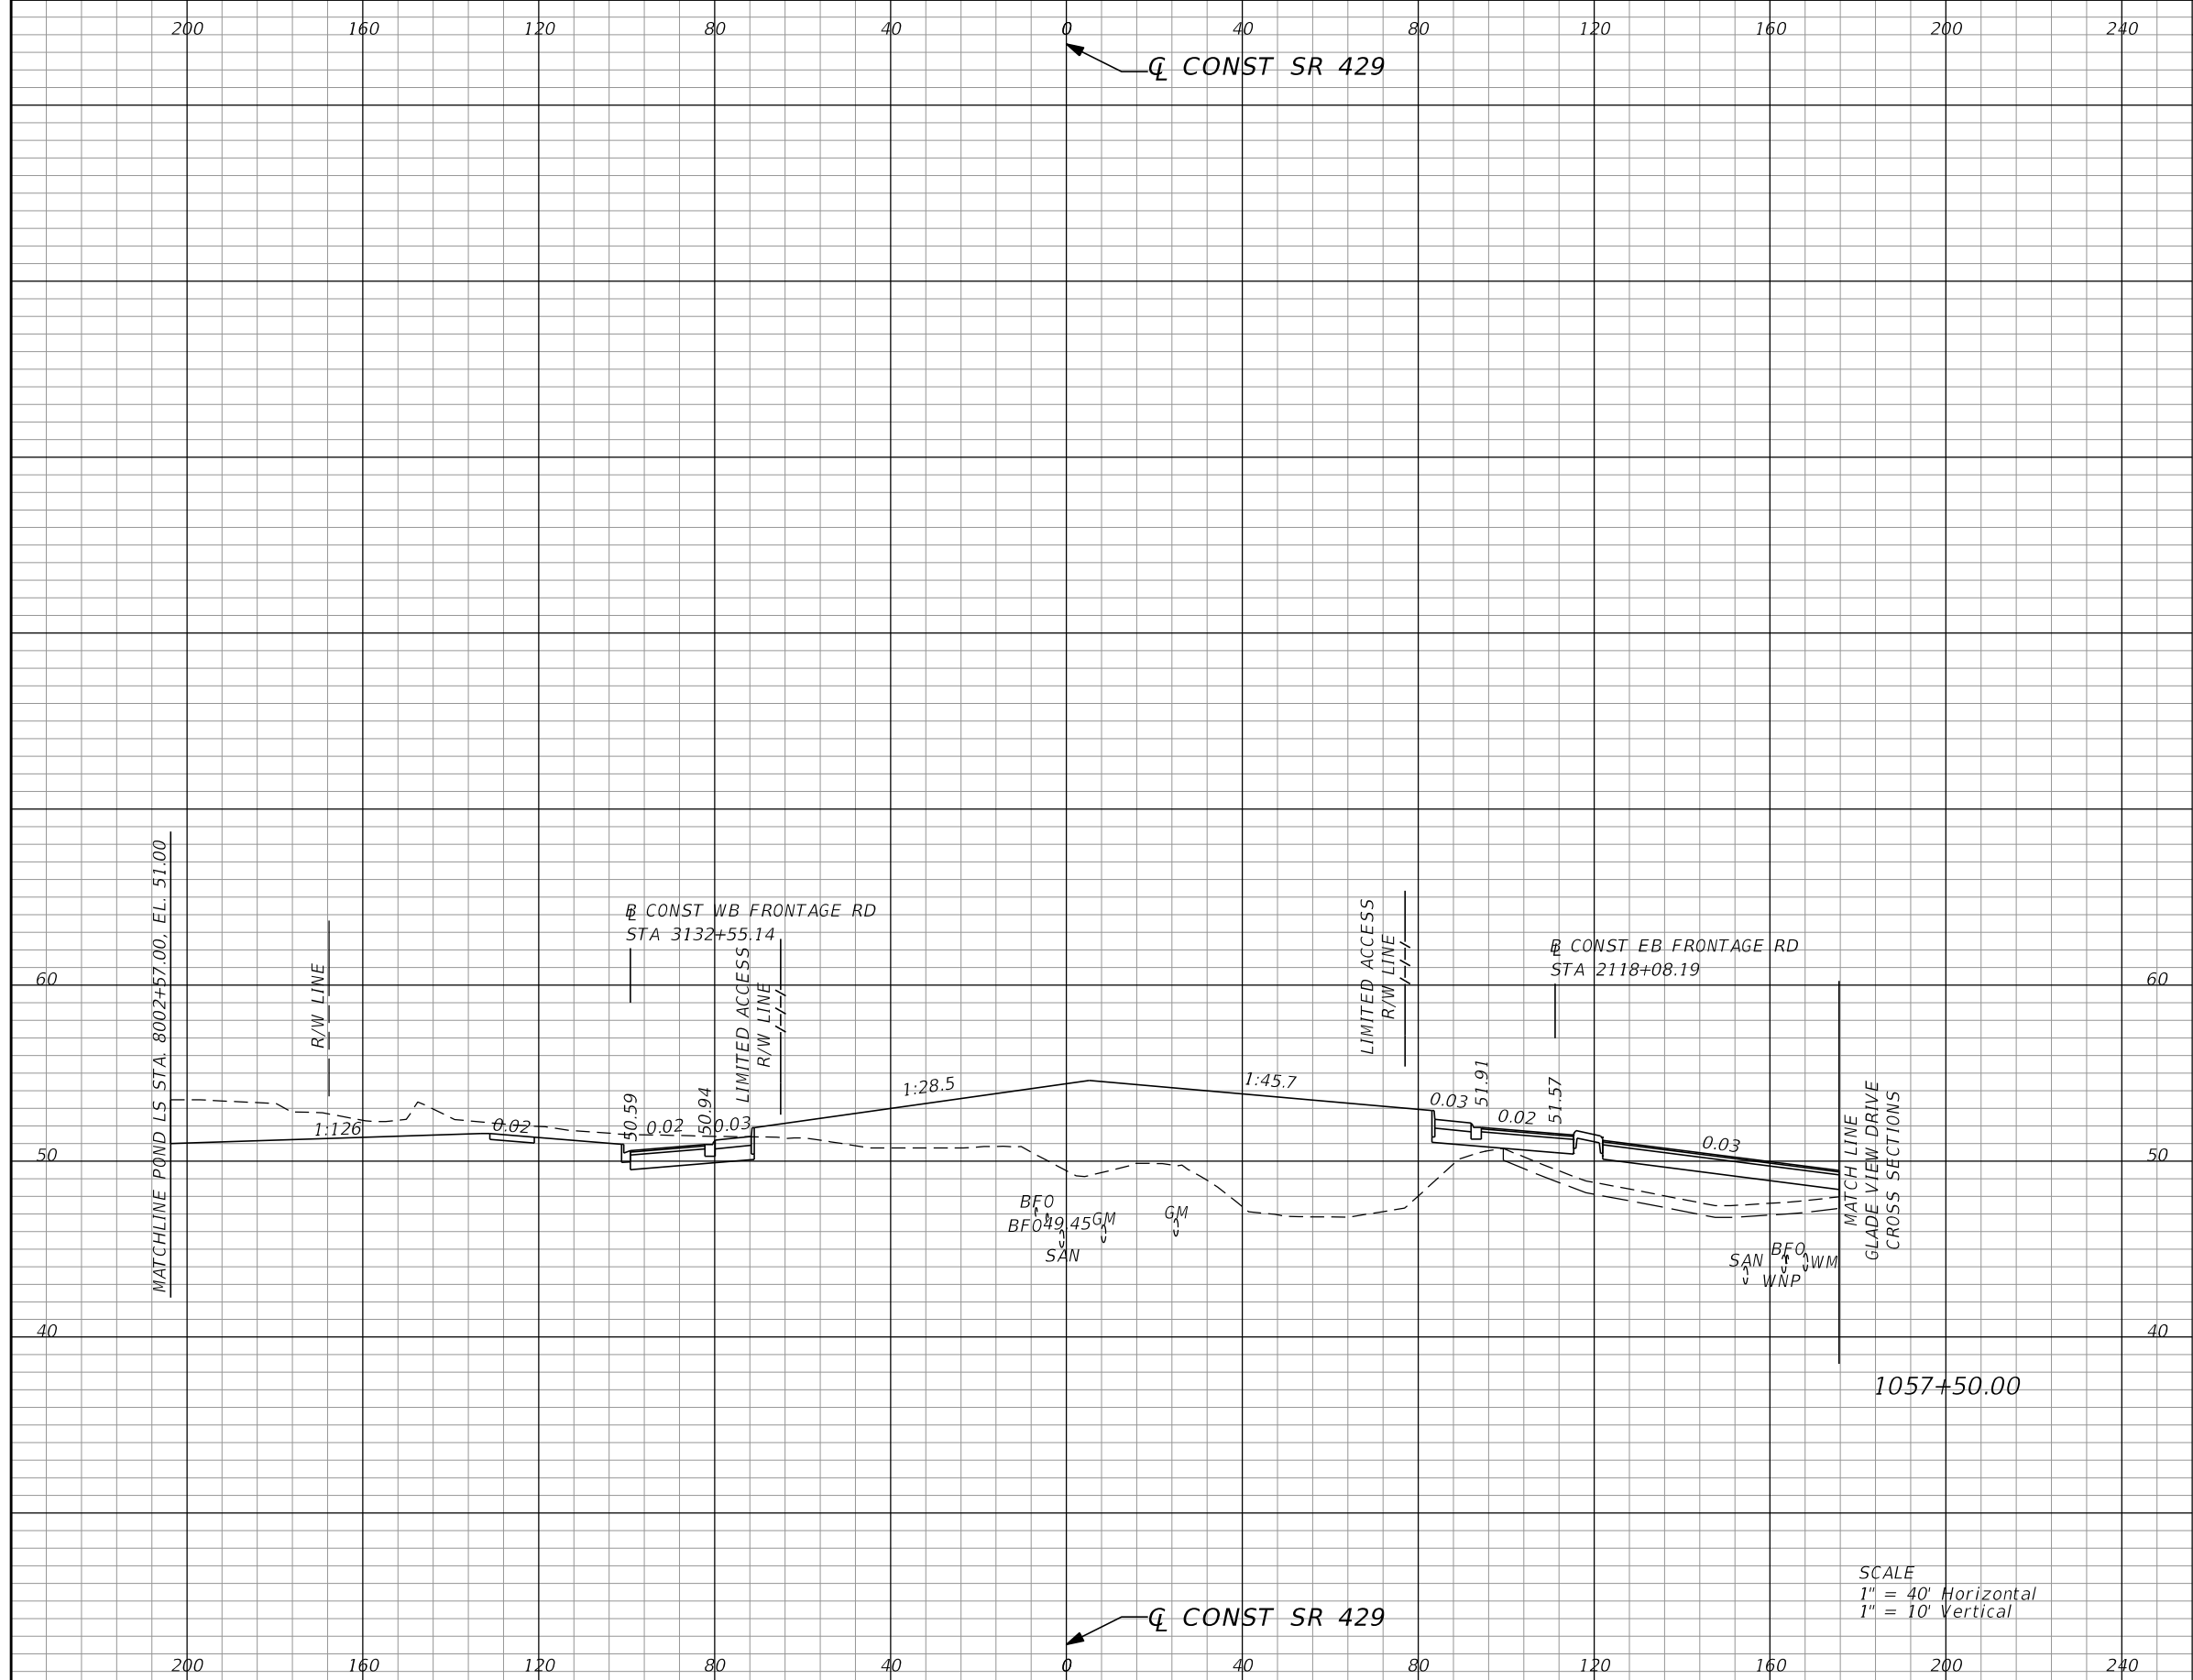 200 160 120 80 40 0 40 80 120 160 200 240
℄ CONST SR 429
MATCHLINE POND LS STA. 8002+57.00, EL. 51.00
R/W LINE
B̲L CONST WB FRONTAGE RD
STA 3132+55.14
LIMITED ACCESS
R/W LINE
LIMITED ACCESS
R/W LINE
BL CONST EB FRONTAGE RD
STA 2118+08.19
60 60
1:126
0.02
50.59
0.02
50.94
0.03
1:28.5
1:45.7
0.03
51.91
0.02
51.57
0.03
MATCH LINE
GLADE VIEW DRIVE
CROSS SECTIONS
50 50
BFO
BFO
49.45
GM
SAN
GM
SAN
BFO
WM
WNP
40 40
1057+50.00
SCALE
1" = 40' Horizontal
1" = 10' Vertical
℄ CONST SR 429
200 160 120 80 40 0 40 80 120 160 200 240